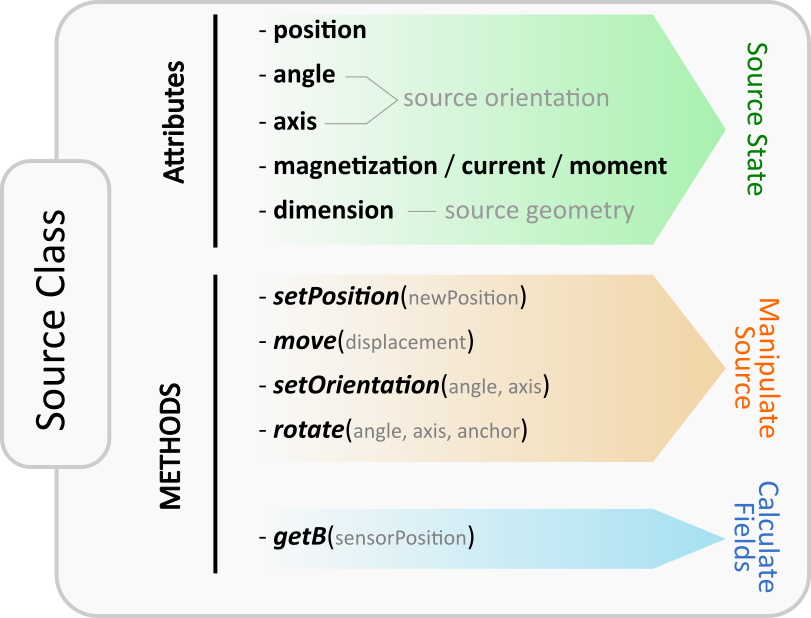 Source Class
Attributes
- position
- angle
source orientation
- axis
- magnetization / current / moment
- dimension
source geometry
Source State
METHODS
- setPosition(newPosition)
- move(displacement)
- setOrientation(angle, axis)
- rotate(angle, axis, anchor)
Manipulate
Source
- getB(sensorPosition)
Calculate
Fields